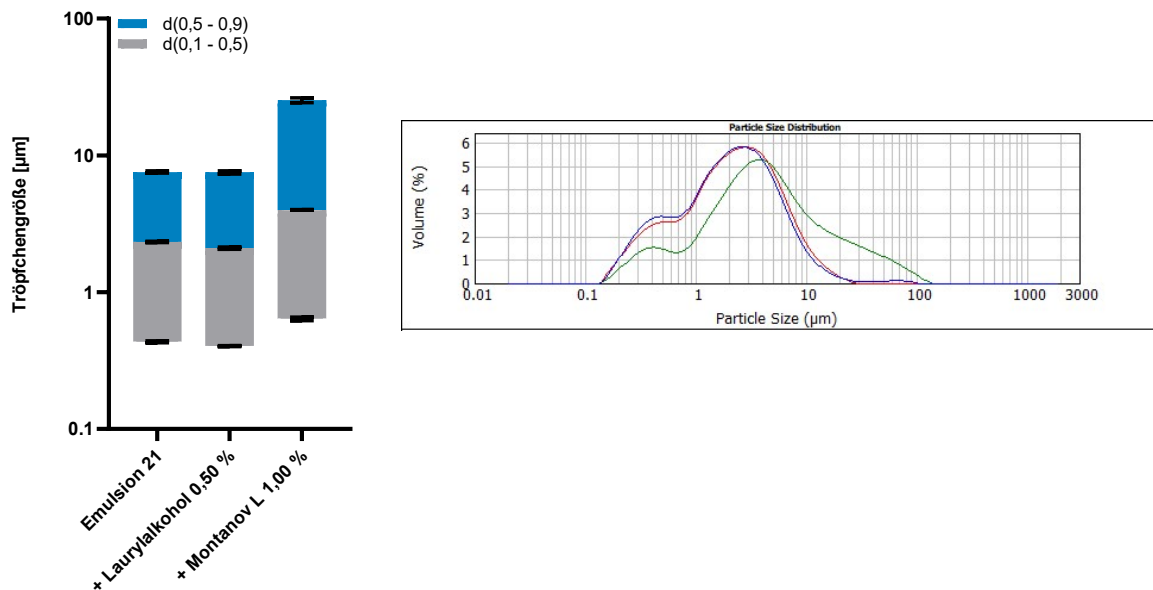 100
10
1
0.1
Tröpfchengröße [µm]
d(0,5 - 0,9)
d(0,1 - 0,5)
Emulsion 21
+ Laurylalkohol 0,50 %
+ Montanov L 1,00 %
Particle Size Distribution
Volume (%)
6
5
4
3
2
1
0
0.01 0.1 1 10 100 1000 3000
Particle Size (µm)